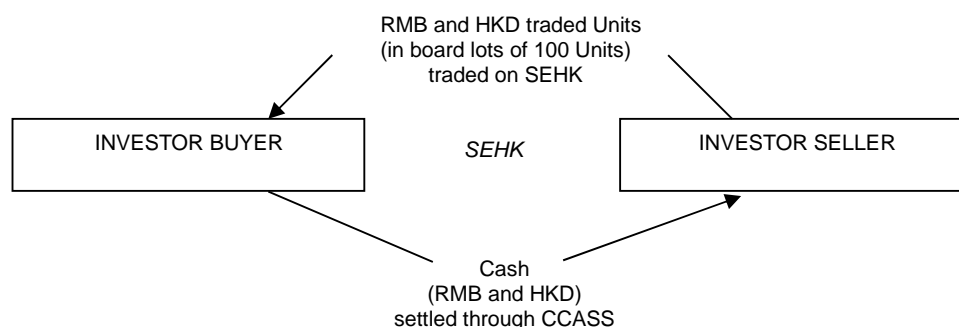 RMB and HKD traded Units
(in board lots of 100 Units)
traded on SEHK
INVESTOR BUYER
SEHK
INVESTOR SELLER
Cash
(RMB and HKD)
settled through CCASS